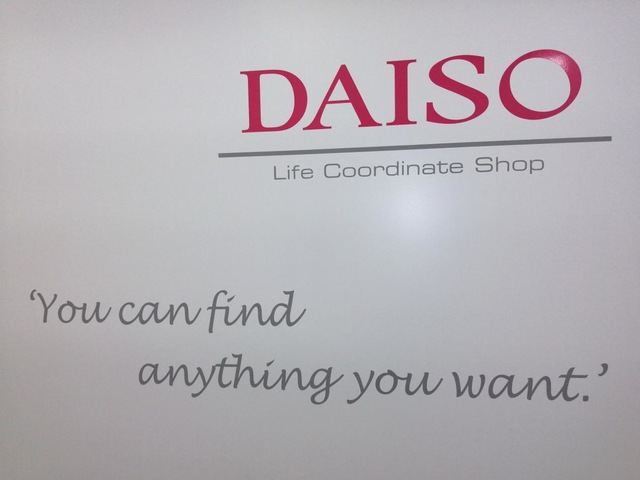 DAISO
Life Coordinate Shop
‘You can find
anything you want.’